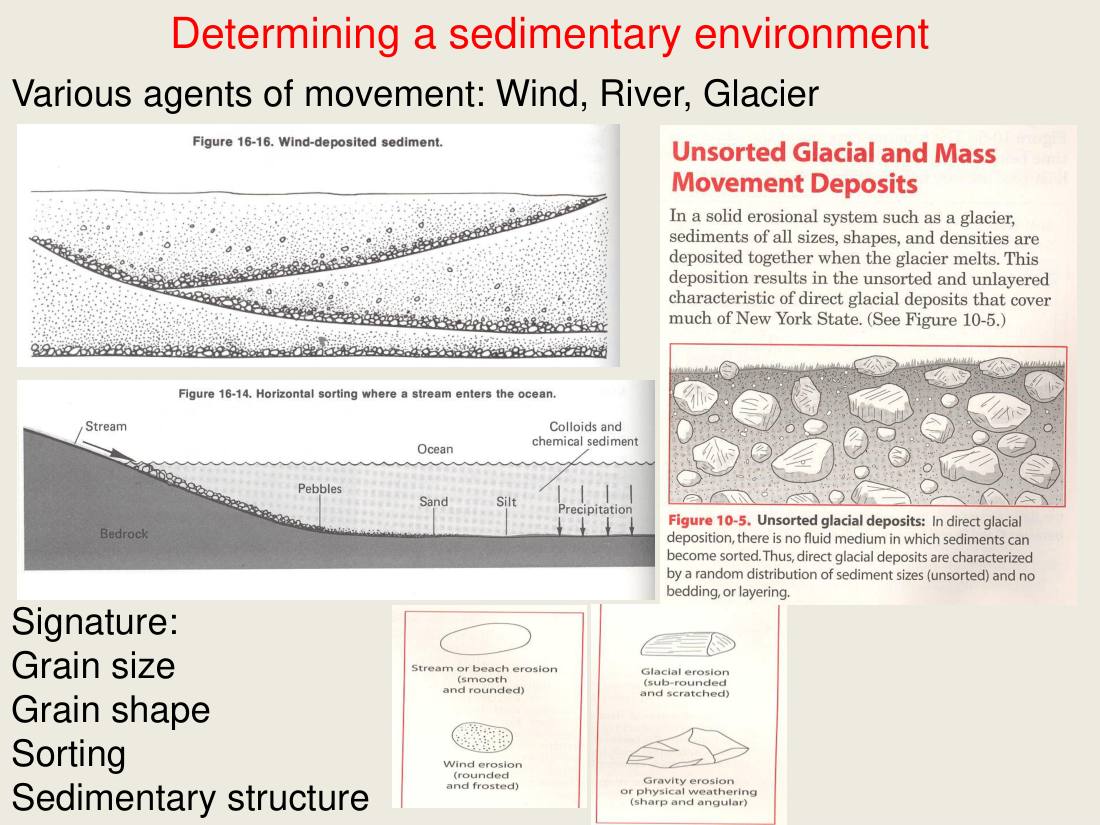 Determining a sedimentary environment
Various agents of movement: Wind, River, Glacier
Figure 16-16. Wind-deposited sediment.
Unsorted Glacial and Mass
Movement Deposits
In a solid erosional system such as a glacier,
sediments of all sizes, shapes, and densities are
deposited together when the glacier melts. This
deposition results in the unsorted and unlayered
characteristic of direct glacial deposits that cover
much of New York State. (See Figure 10-5.)
Figure 16-14. Horizontal sorting where a stream enters the ocean.
Stream
Colloids and
chemical sediment
Ocean
Pebbles
Sand
Silt
Precipitation
Bedrock
Figure 10-5. Unsorted glacial deposits: In direct glacial
deposition, there is no fluid medium in which sediments can
become sorted. Thus, direct glacial deposits are characterized
by a random distribution of sediment sizes (unsorted) and no
bedding, or layering.
Signature:
Grain size
Grain shape
Sorting
Sedimentary structure
Stream or beach erosion
(smooth
and rounded)
Wind erosion
(rounded
and frosted)
Glacial erosion
(sub-rounded
and scratched)
Gravity erosion
or physical weathering
(sharp and angular)